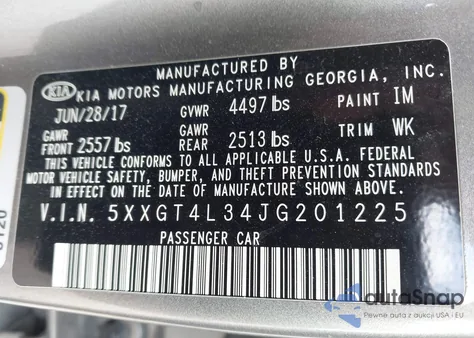 MANUFACTURED BY
KIA KIA MOTORS MANUFACTURING GEORGIA, INC.
JUN/28/17 GVWR 4497 lbs PAINT IM
GAWR FRONT 2557 lbs GAWR REAR 2513 lbs TRIM WK
THIS VEHICLE CONFORMS TO ALL APPLICABLE U.S.A. FEDERAL
MOTOR VEHICLE SAFETY, BUMPER, AND THEFT PREVENTION STANDARDS
IN EFFECT ON THE DATE OF MANUFACTURE SHOWN ABOVE.
V.I.N. 5XXGT4L34JG201225
PASSENGER CAR
autoSnap
Pewne auta z aukcji USA - EU